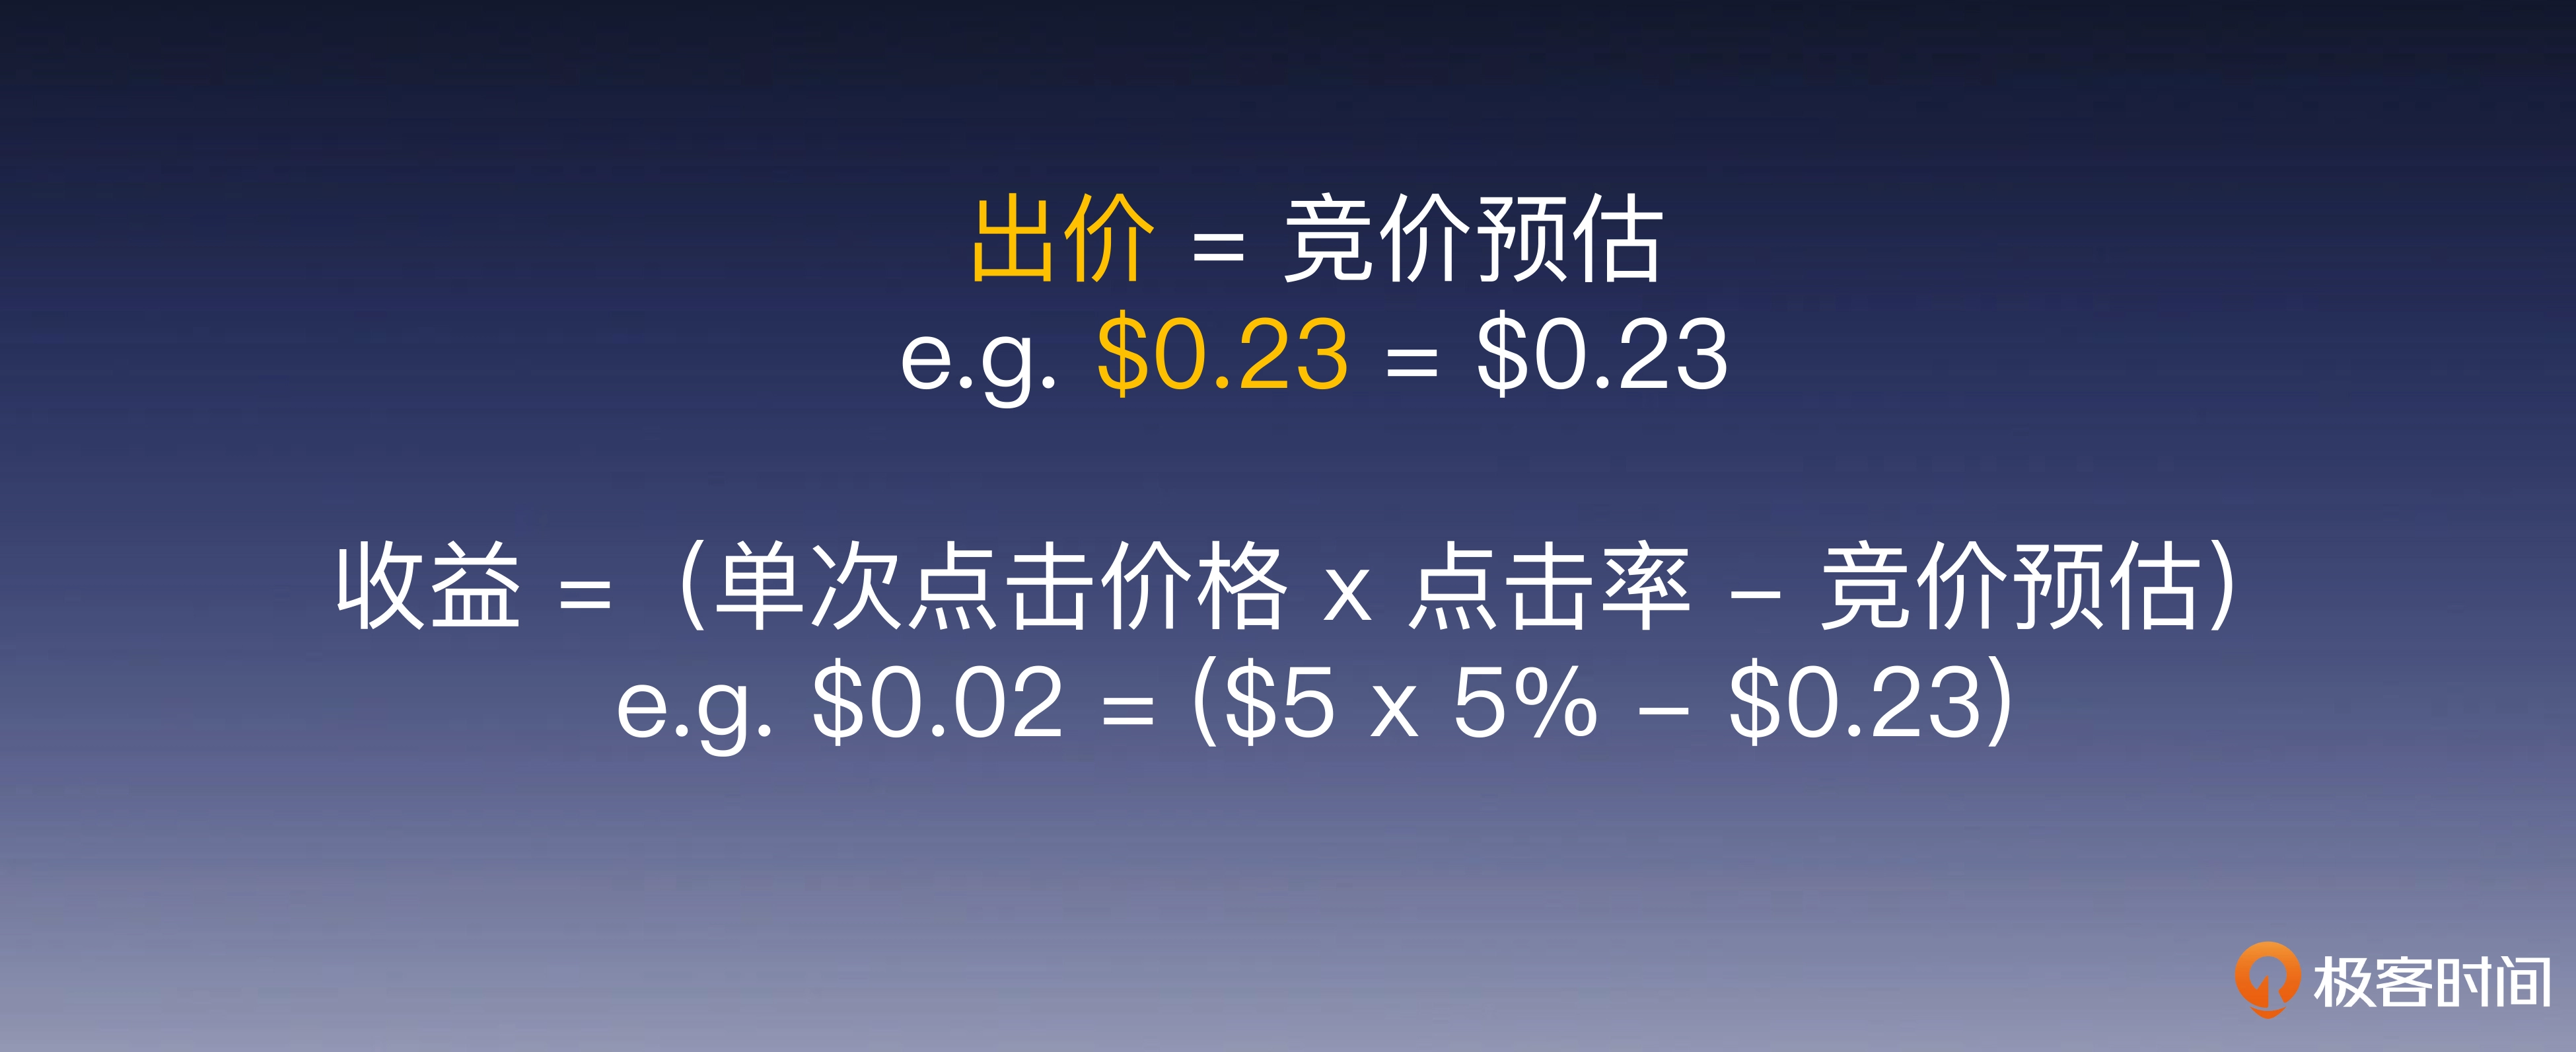 出价 = 竞价预估
e.g. $0.23 = $0.23
收益 =（单次点击价格 x 点击率 – 竞价预估）
e.g. $0.02 = ($5 x 5% – $0.23)
极客时间